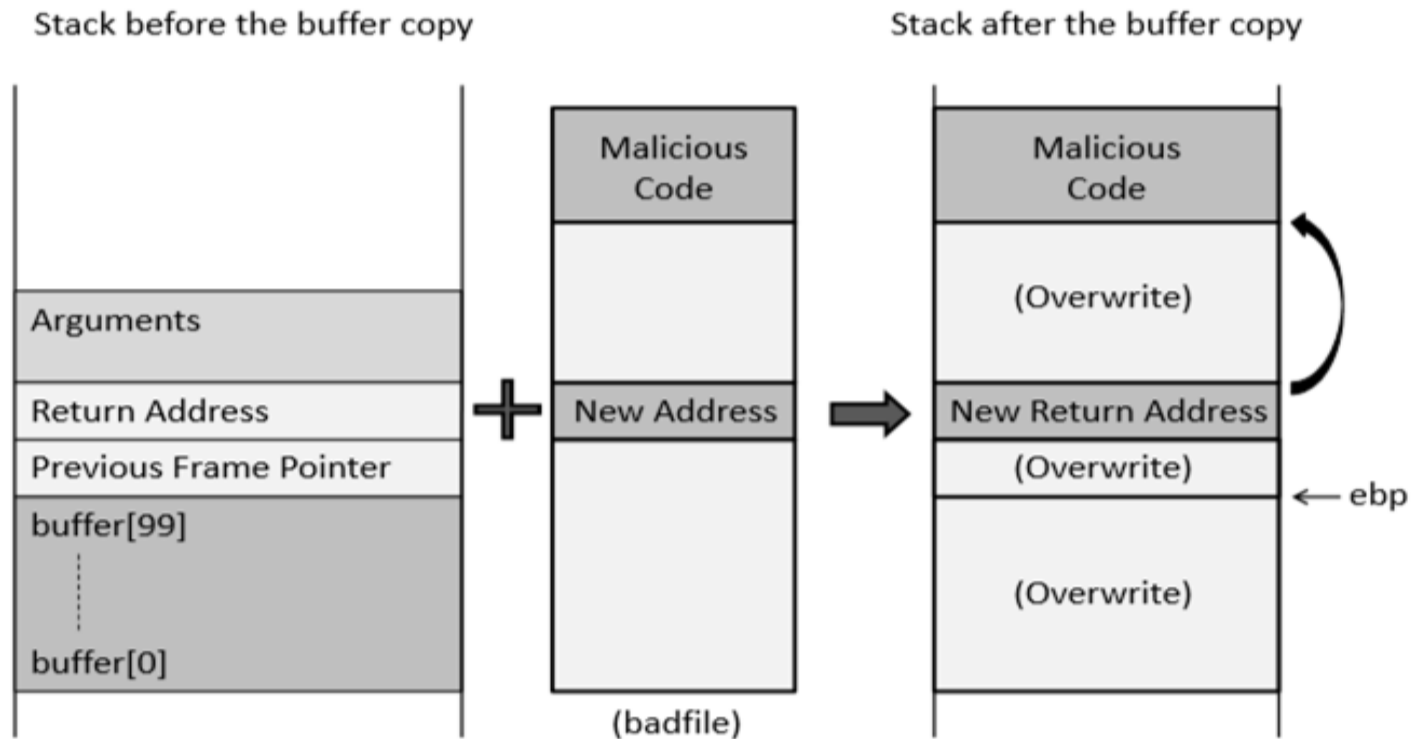 Stack before the buffer copy
Stack after the buffer copy
Arguments
Return Address
Previous Frame Pointer
buffer[99]
buffer[0]
Malicious
Code
New Address
(badfile)
Malicious
Code
(Overwrite)
New Return Address
(Overwrite)
ebp
(Overwrite)